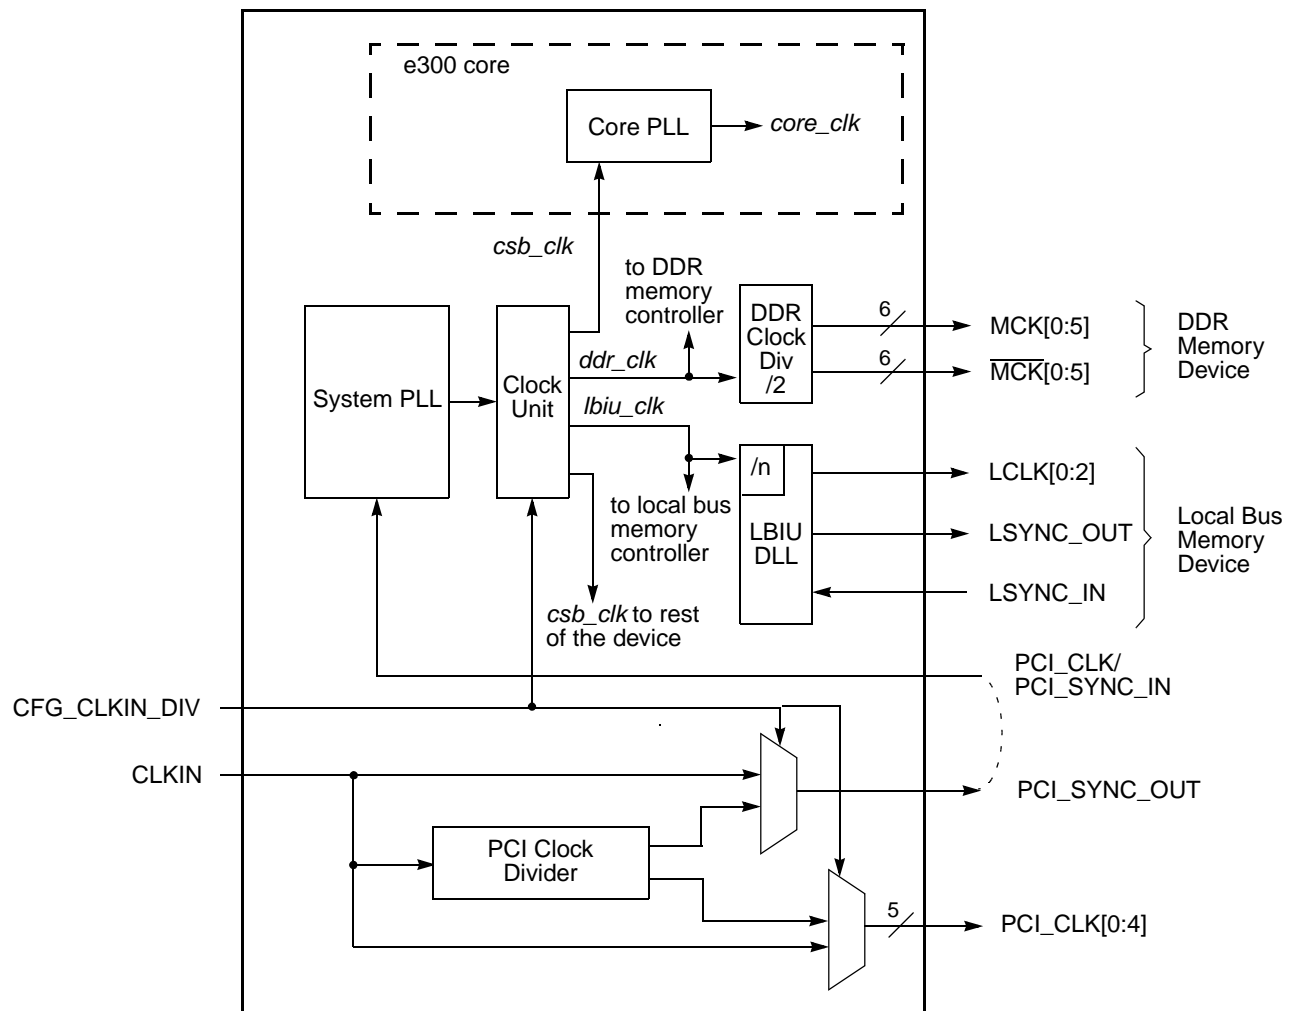 e300 core
Core PLL
core_clk
csb_clk
to DDR
memory
controller
DDR
Clock
Div
/2
6
MCK[0:5]
6
M̅C̅K̅[0:5]
DDR
Memory
Device
System PLL
Clock
Unit
ddr_clk
lbiu_clk
/n
LBIU
DLL
to local bus
memory
controller
LCLK[0:2]
LSYNC_OUT
LSYNC_IN
Local Bus
Memory
Device
csb_clk to rest
of the device
PCI_CLK/
PCI_SYNC_IN
CFG_CLKIN_DIV
CLKIN
PCI_SYNC_OUT
PCI Clock
Divider
5
PCI_CLK[0:4]